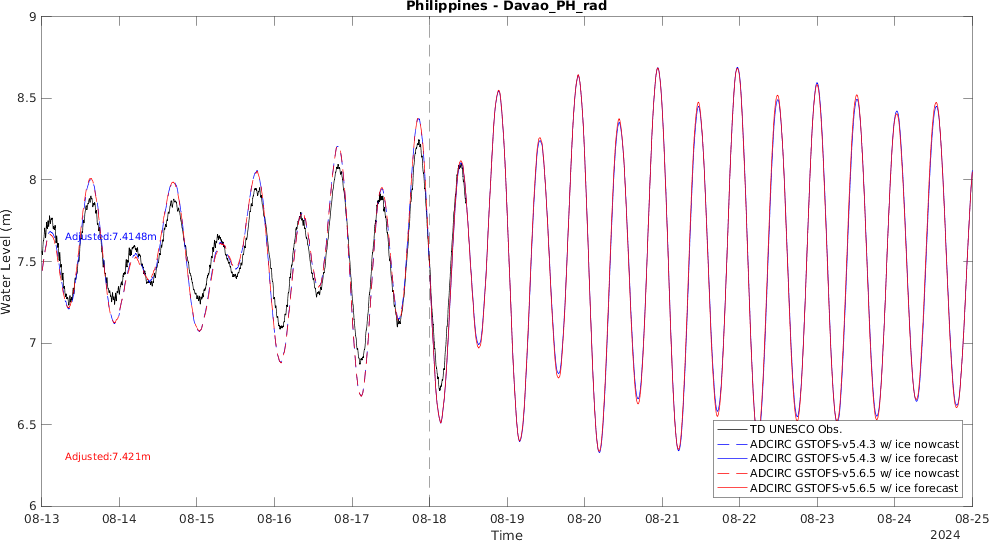 Philippines - Davao_PH_rad
Water Level (m)
9
8.5
8
7.5
7
6.5
6
Adjusted:7.4148m
Adjusted:7.421m
TD UNESCO Obs.
ADCIRC GSTOFS-v5.4.3 w/ ice nowcast
ADCIRC GSTOFS-v5.4.3 w/ ice forecast
ADCIRC GSTOFS-v5.6.5 w/ ice nowcast
ADCIRC GSTOFS-v5.6.5 w/ ice forecast
08-13 08-14 08-15 08-16 08-17 08-18 08-19 08-20 08-21 08-22 08-23 08-24 08-25
Time
2024